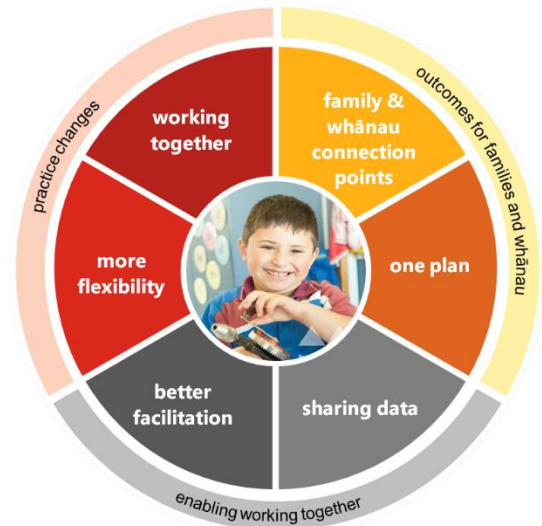 practice changes
outcomes for families and whānau
working
together
family &
whānau
connection
points
more
flexibility
one plan
better
facilitation
sharing data
enabling working together